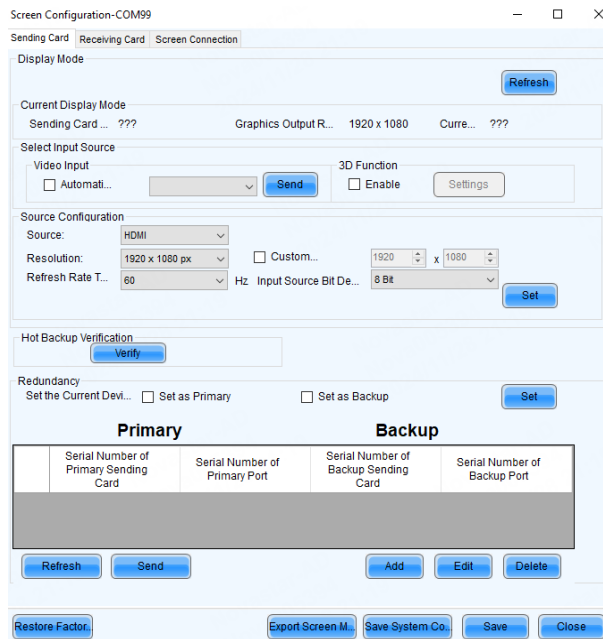 Screen Configuration-COM99
Sending Card Receiving Card Screen Connection
Display Mode
Refresh
Current Display Mode
Sending Card ... ??? Graphics Output R... 1920 x 1080 Curre... ???
Select Input Source
Video Input 3D Function
Automati... Send Enable Settings
Source Configuration
Source: HDMI
Resolution: 1920 x 1080 px Custom... 1920 x 1080
Refresh Rate T... 60 Hz Input Source Bit De... 8 Bit
Set
Hot Backup Verification
Verify
Redundancy
Set the Current Devi... Set as Primary Set as Backup Set
Primary Backup
Serial Number of Primary Sending Card Serial Number of Primary Port Serial Number of Backup Sending Card Serial Number of Backup Port
Refresh Send Add Edit Delete
Restore Factor... Export Screen M... Save System Co... Save Close